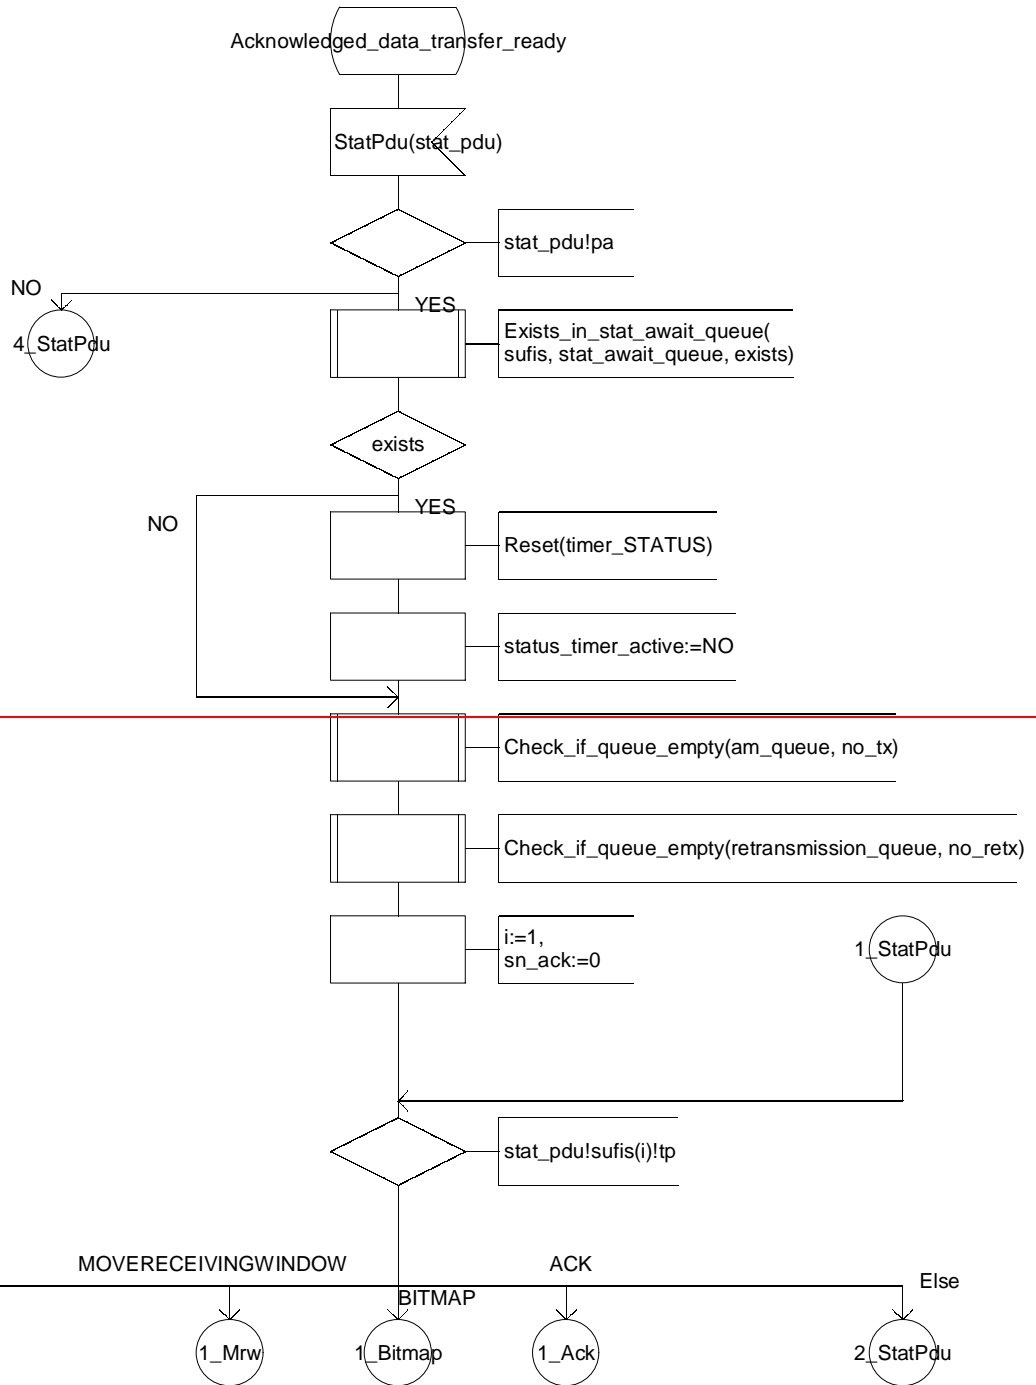 Acknowledged_data_transfer_ready
StatPdu(stat_pdu)
stat_pdu!pa
NO
YES
4_StatPdu
Exists_in_stat_await_queue(
sufis, stat_await_queue, exists)
exists
YES
NO
Reset(timer_STATUS)
status_timer_active:=NO
Check_if_queue_empty(am_queue, no_tx)
Check_if_queue_empty(retransmission_queue, no_retx)
i:=1,
sn_ack:=0
1_StatPdu
stat_pdu!sufis(i)!tp
MOVERECEIVINGWINDOW
ACK
Else
BITMAP
1_Mrw
1_Bitmap
1_Ack
2_StatPdu